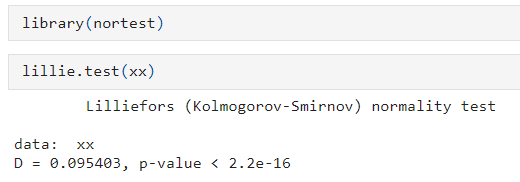 library(nortest)
lillie.test(xx)
Lilliefors (Kolmogorov-Smirnov) normality test
data:  xx
D = 0.095403, p-value < 2.2e-16